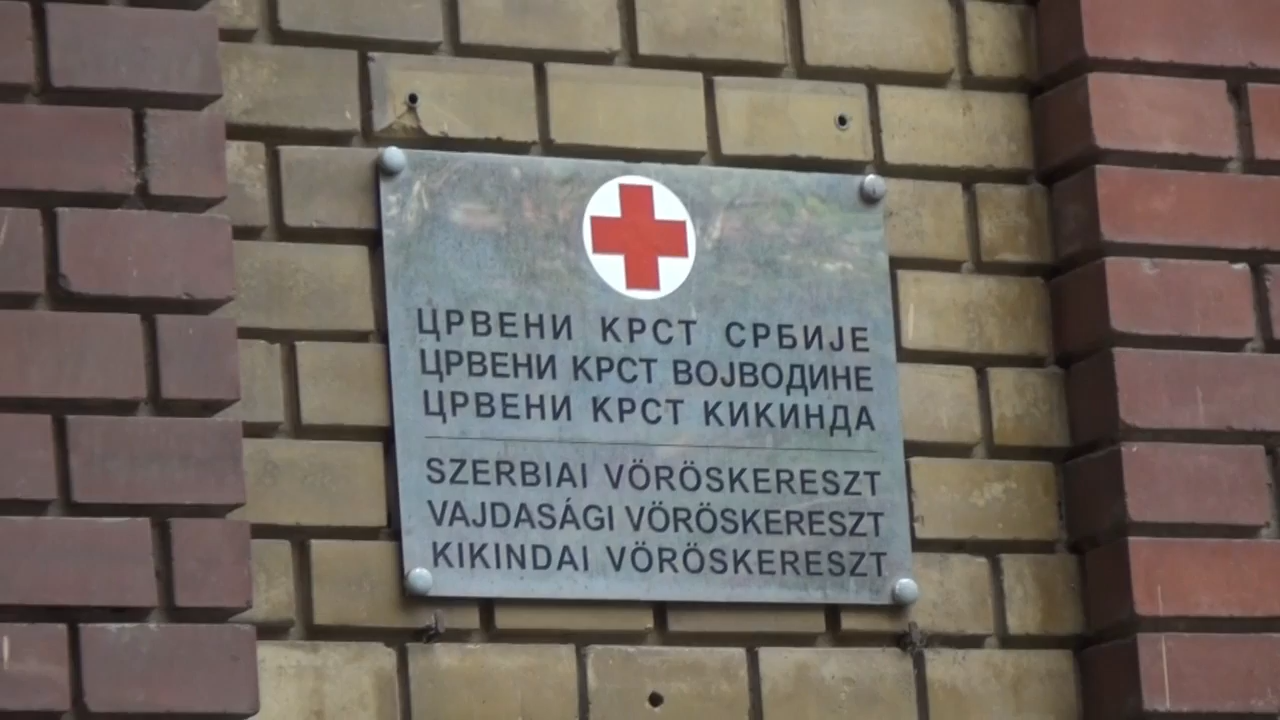 ЦРВЕНИ КРСТ СРБИЈЕ
ЦРВЕНИ КРСТ ВОЈВОДИНЕ
ЦРВЕНИ КРСТ КИКИНДА
SZERBIAI VÖRÖSKERESZT
VAJDASÁGI VÖRÖSKERESZT
KIKINDAI VÖRÖSKERESZT